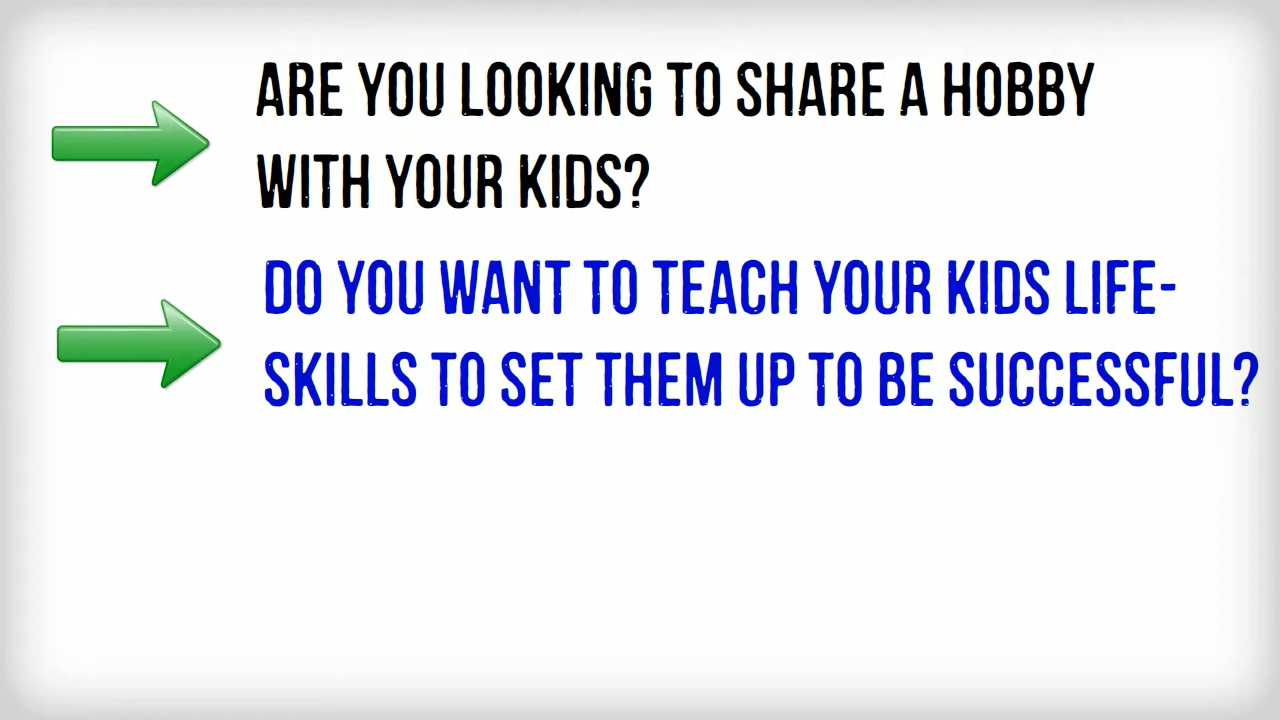 ARE YOU LOOKING TO SHARE A HOBBY
WITH YOUR KIDS?
DO YOU WANT TO TEACH YOUR KIDS LIFE-
SKILLS TO SET THEM UP TO BE SUCCESSFUL?